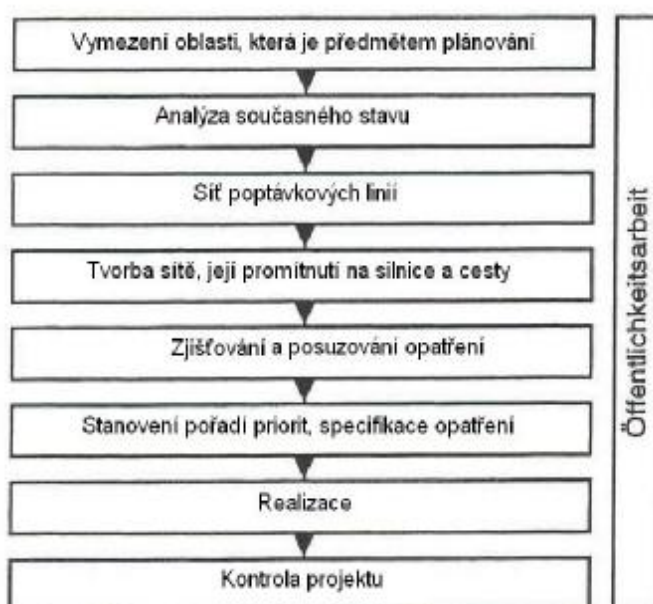 Vymezení oblasti, která je předmětem plánování
Analýza současného stavu
Síť poptávkových linií
Tvorba sítě, její promítnutí na silnice a cesty
Zjišťování a posuzování opatření
Stanovení pořadí priorit, specifikace opatření
Realizace
Kontrola projektu
Öffentlichkeitsarbeit